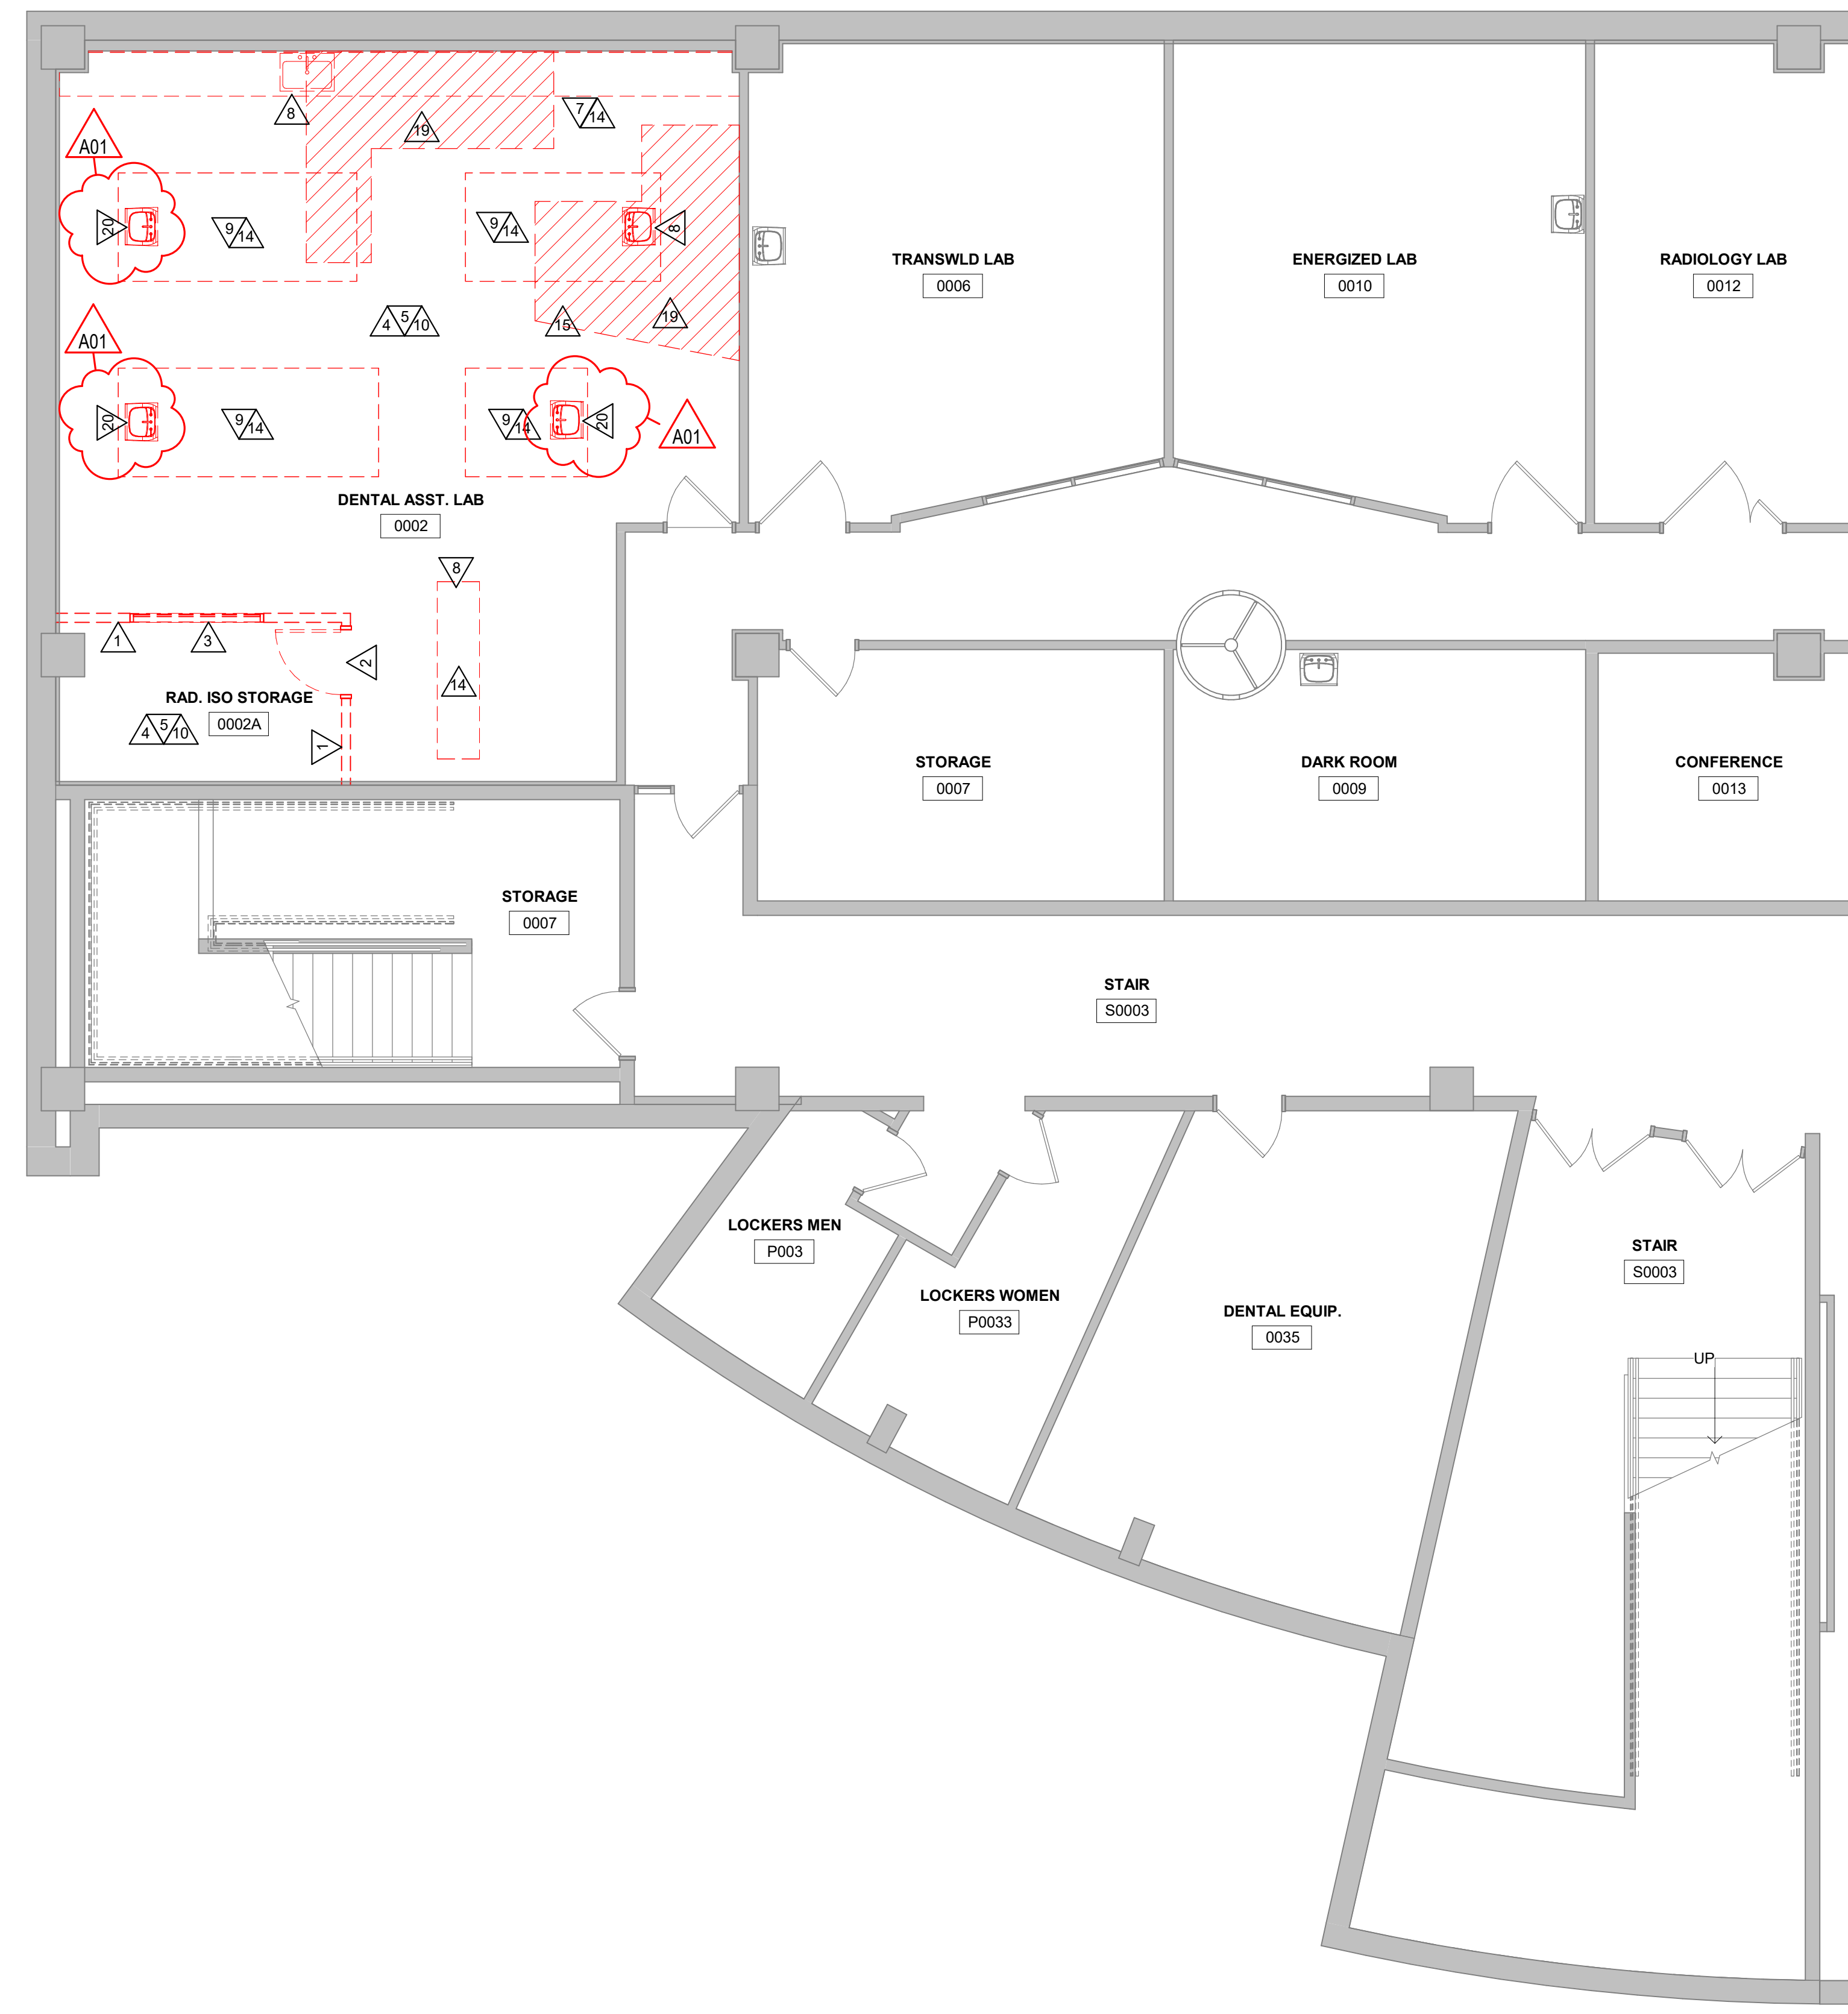 8
19
7
14
A01
20
9
14
9
14
8
TRANSWLD LAB
0006
ENERGIZED LAB
0010
RADIOLOGY LAB
0012
A01
4
5
10
15
19
20
9
14
9
14
20
A01
DENTAL ASST. LAB
0002
8
1
3
2
14
RAD. ISO STORAGE
0002A
4
5
10
1
STORAGE
0007
DARK ROOM
0009
CONFERENCE
0013
STORAGE
0007
STAIR
S0003
LOCKERS MEN
P003
LOCKERS WOMEN
P0033
DENTAL EQUIP.
0035
STAIR
S0003
UP